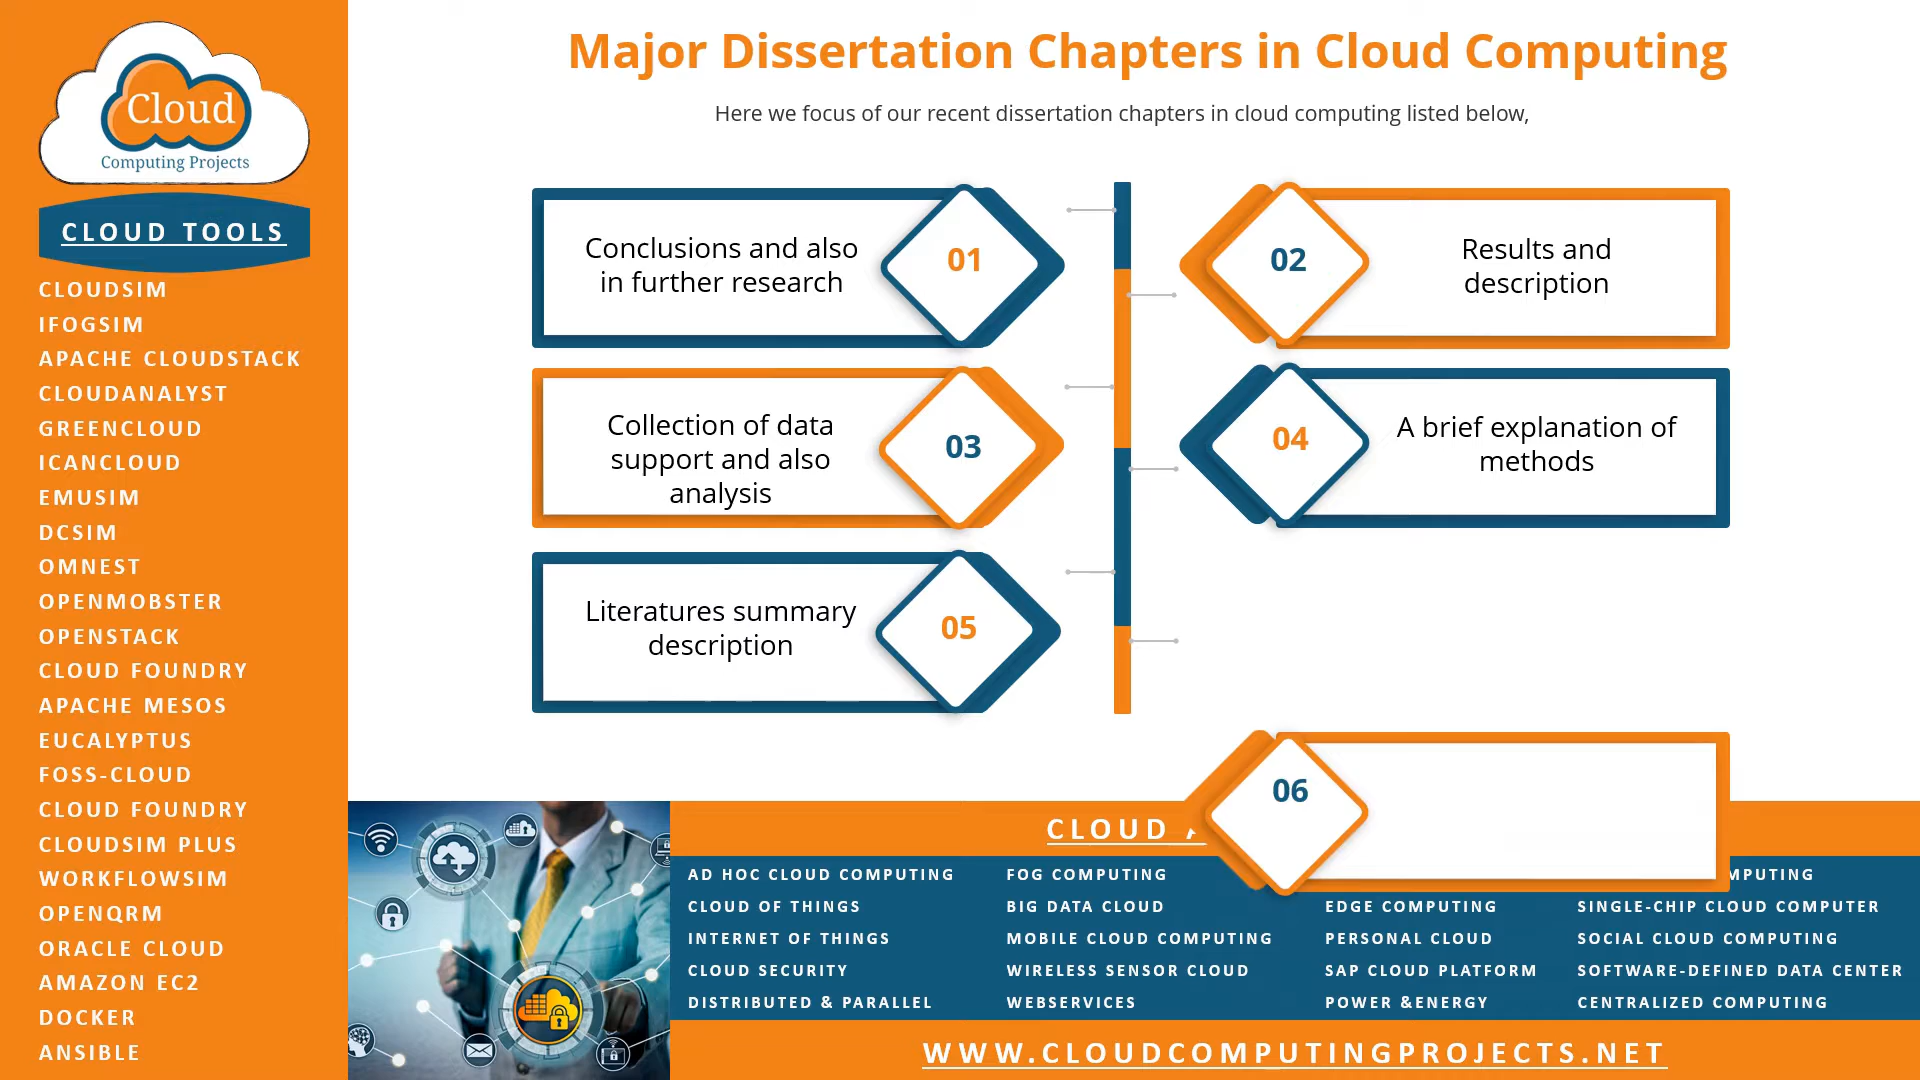 Cloud
Computing Projects
CLOUD TOOLS
CLOUDSIM
IFOGSIM
APACHE CLOUDSTACK
CLOUDANALYST
GREENCLOUD
ICANCLOUD
EMUSIM
DCSIM
OMNEST
OPENMOBSTER
OPENSTACK
CLOUD FOUNDRY
APACHE MESOS
EUCALYPTUS
FOSS-CLOUD
CLOUD FOUNDRY
CLOUDSIM PLUS
WORKFLOWSIM
OPENQRM
ORACLE CLOUD
AMAZON EC2
DOCKER
ANSIBLE
Major Dissertation Chapters in Cloud Computing
Here we focus of our recent dissertation chapters in cloud computing listed below,
Conclusions and also
in further research
01
02
Results and
description
Collection of data
support and also
analysis
03
04
A brief explanation of
methods
Literatures summary
description
05
06
CLOUD
AD HOC CLOUD COMPUTING
CLOUD OF THINGS
INTERNET OF THINGS
CLOUD SECURITY
DISTRIBUTED & PARALLEL
FOG COMPUTING
BIG DATA CLOUD
MOBILE CLOUD COMPUTING
WIRELESS SENSOR CLOUD
WEBSERVICES
EDGE COMPUTING
PERSONAL CLOUD
SAP CLOUD PLATFORM
POWER &ENERGY
SINGLE-CHIP CLOUD COMPUTER
SOCIAL CLOUD COMPUTING
SOFTWARE-DEFINED DATA CENTER
CENTRALIZED COMPUTING
WWW.CLOUDCOMPUTINGPROJECTS.NET